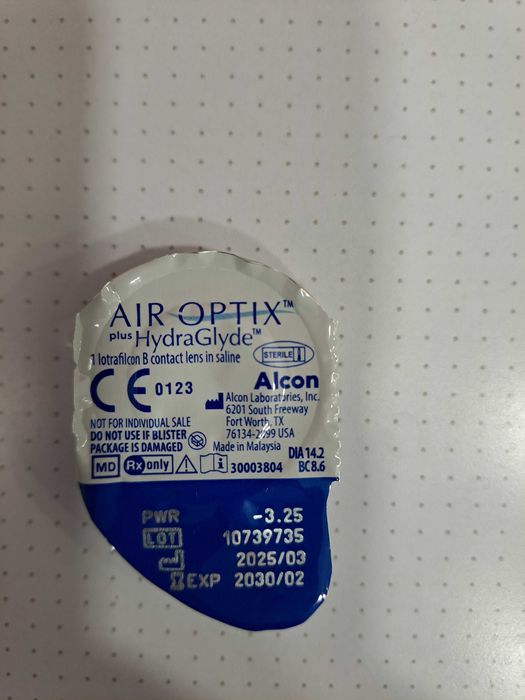 AIR OPTIX™
plus HydraGlyde™
1 lotrafilcon B contact lens in saline
STERILE
CE 0123
Alcon
Alcon Laboratories, Inc.
6201 South Freeway
Fort Worth, TX
76134-2099 USA
Made in Malaysia
NOT FOR INDIVIDUAL SALE
DO NOT USE IF BLISTER
PACKAGE IS DAMAGED
DIA 14.2
BC 8.6
MD Rx only 30003804
PWR -3.25
LOT 10739735
2025/03
EXP 2030/02